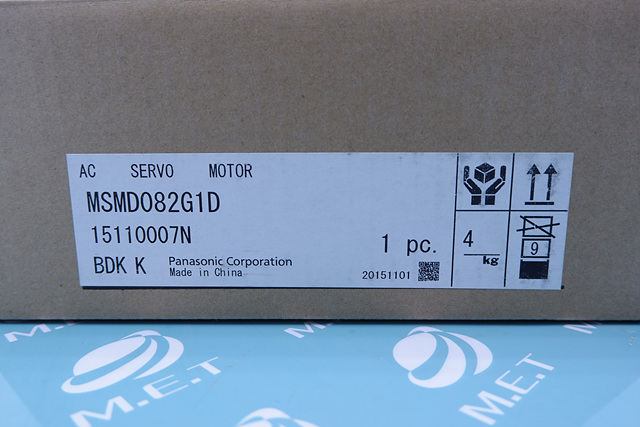 AC SERVO MOTOR
MSMD082G1D
15110007N
1 pc.
BDK K Panasonic Corporation
Made in China
20151101
4
kg
9
M.E.T
M.E.T